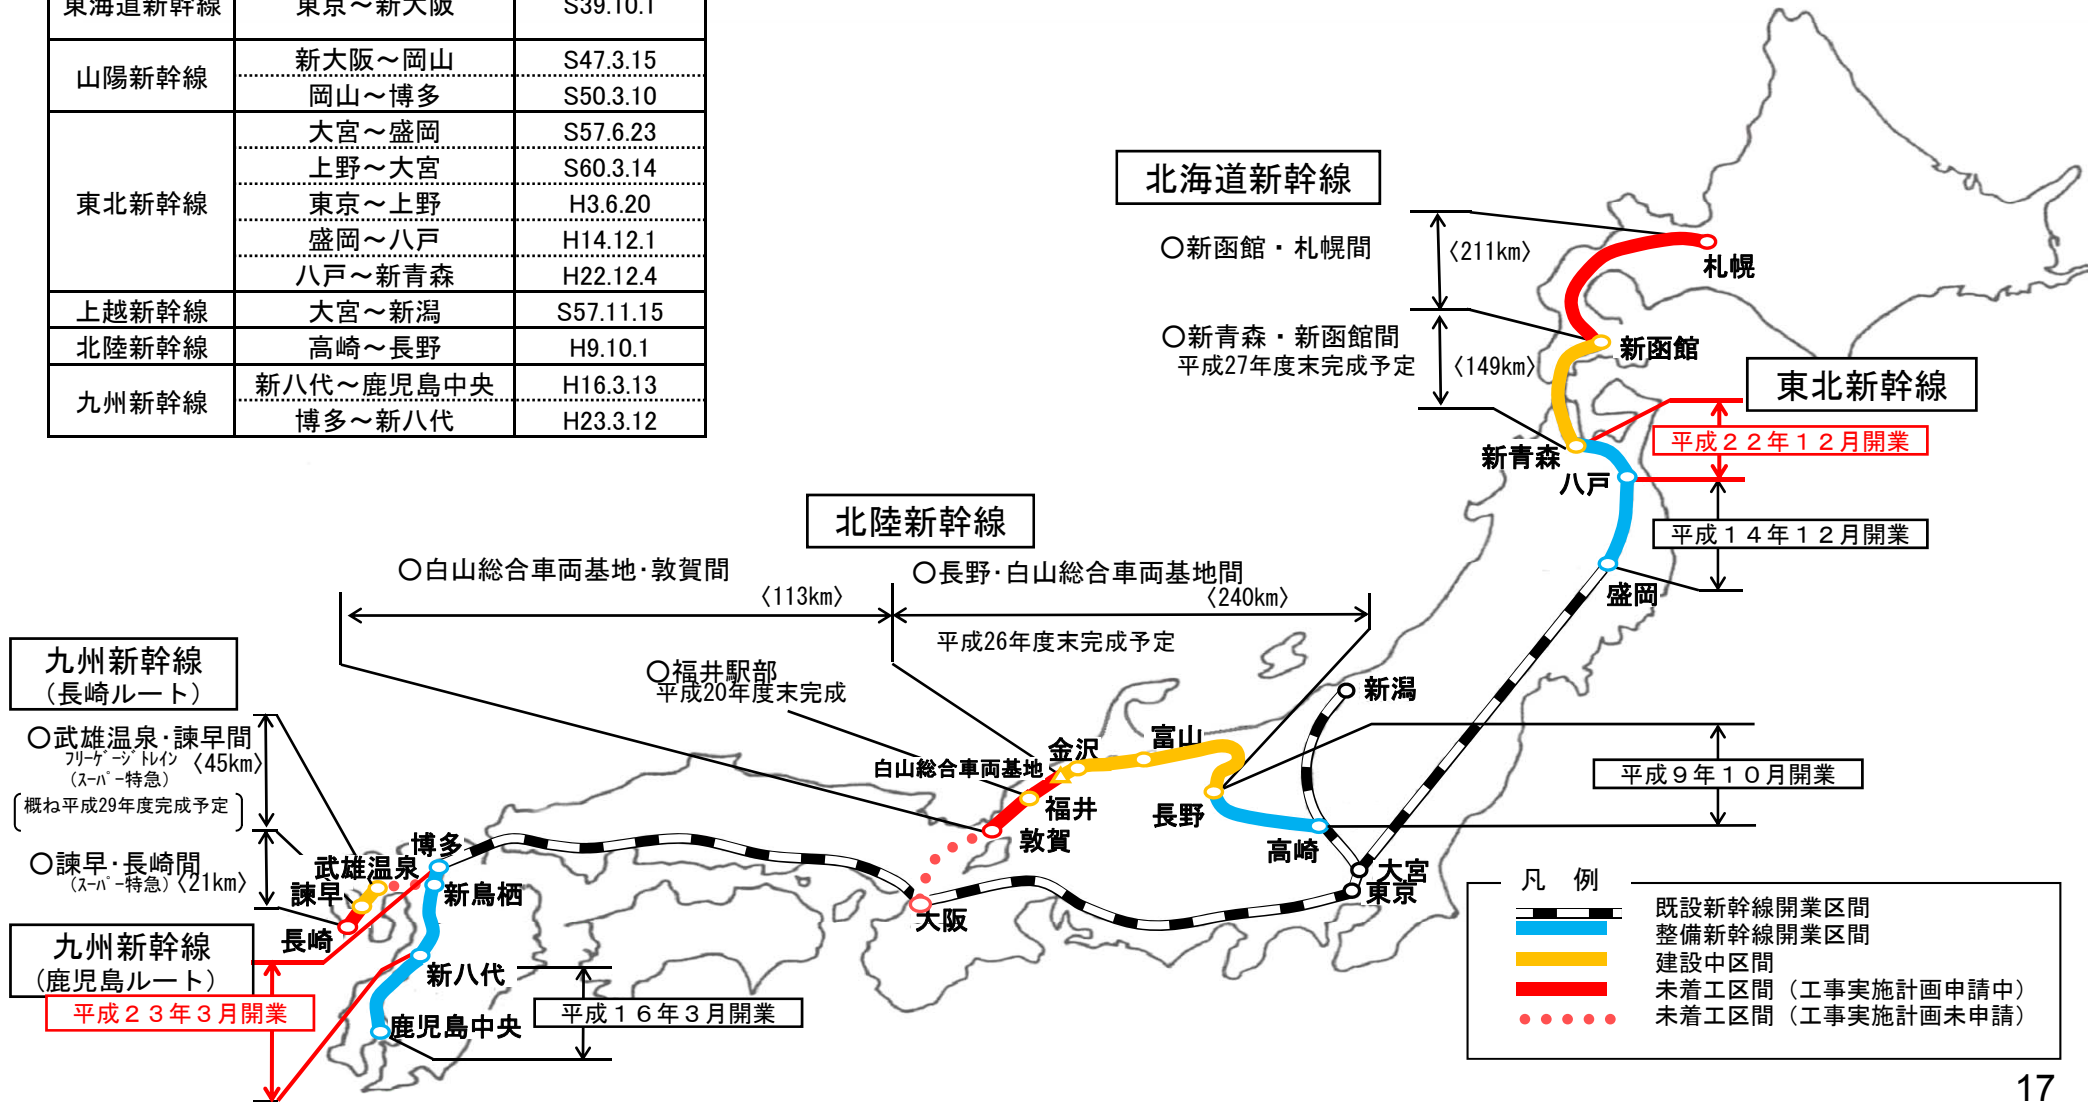 東海道新幹線 東京～新大阪 S39.10.1
山陽新幹線 新大阪～岡山 S47.3.15
岡山～博多 S50.3.10
東北新幹線 大宮～盛岡 S57.6.23
上野～大宮 S60.3.14
東京～上野 H3.6.20
盛岡～八戸 H14.12.1
八戸～新青森 H22.12.4
上越新幹線 大宮～新潟 S57.11.15
北陸新幹線 高崎～長野 H9.10.1
九州新幹線 新八代～鹿児島中央 H16.3.13
博多～新八代 H23.3.12
北海道新幹線
〇新函館・札幌間
〈211km〉
札幌
〇新青森・新函館間
平成27年度末完成予定
〈149km〉
新函館
東北新幹線
平成２２年１２月開業
新青森
八戸
平成１４年１２月開業
盛岡
北陸新幹線
〇白山総合車両基地・敦賀間
〈113km〉
〇長野・白山総合車両基地間
〈240km〉
平成26年度末完成予定
〇福井駅部
平成20年度末完成
新潟
富山
金沢
白山総合車両基地
福井
敦賀
長野
高崎
平成９年１０月開業
大宮
東京
大阪
九州新幹線
（長崎ルート）
〇武雄温泉・諫早間
フリーゲージトレイン
（スーパー特急）
〈45km〉
概ね平成29年度完成予定
〇諫早・長崎間
（スーパー特急）
〈21km〉
博多
武雄温泉
新鳥栖
諫早
長崎
九州新幹線
（鹿児島ルート）
平成２３年３月開業
新八代
平成１６年３月開業
鹿児島中央
凡　例
既設新幹線開業区間
整備新幹線開業区間
建設中区間
未着工区間（工事実施計画申請中）
未着工区間（工事実施計画未申請）
17